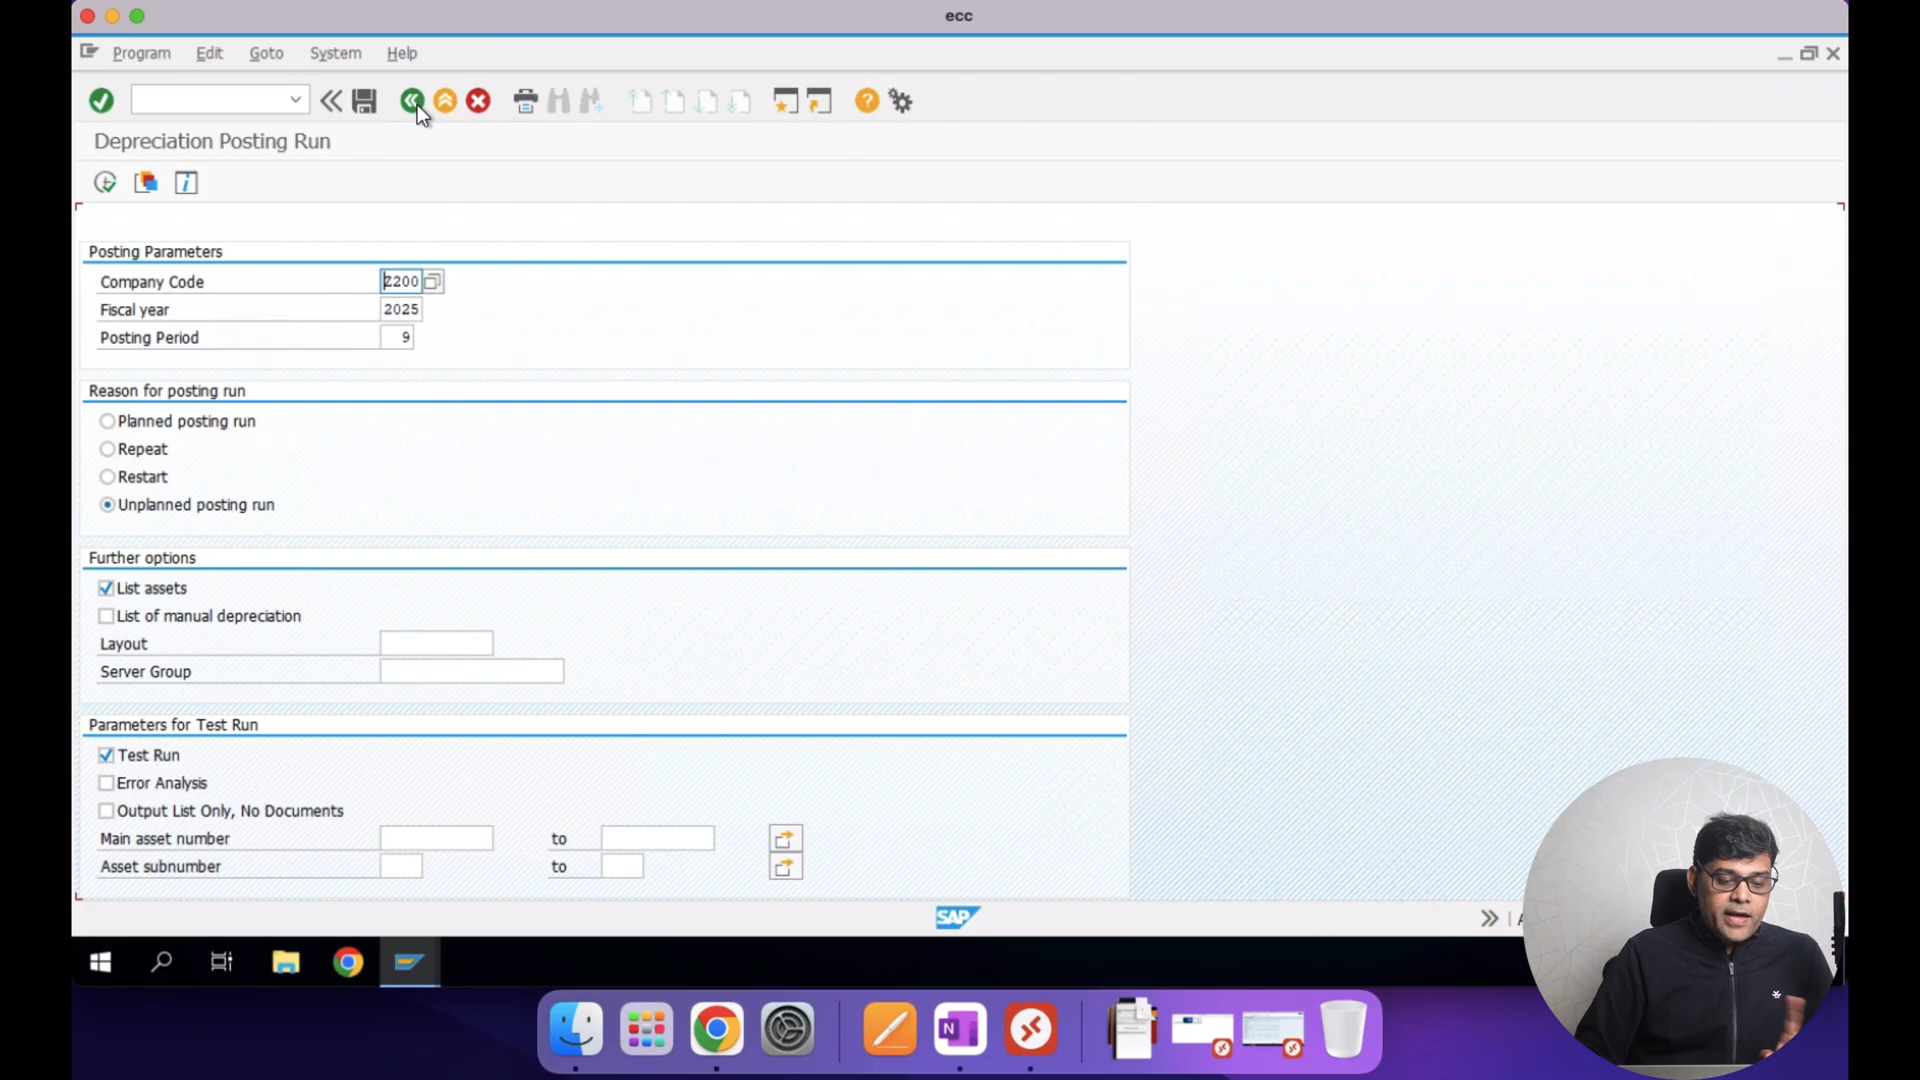 ecc
Program Edit Goto System Help
Depreciation Posting Run
Posting Parameters
Company Code Z200
Fiscal year 2025
Posting Period 9
Reason for posting run
Planned posting run
Repeat
Restart
Unplanned posting run
Further options
List assets
List of manual depreciation
Layout
Server Group
Parameters for Test Run
Test Run
Error Analysis
Output List Only, No Documents
Main asset number to
Asset subnumber to
SAP